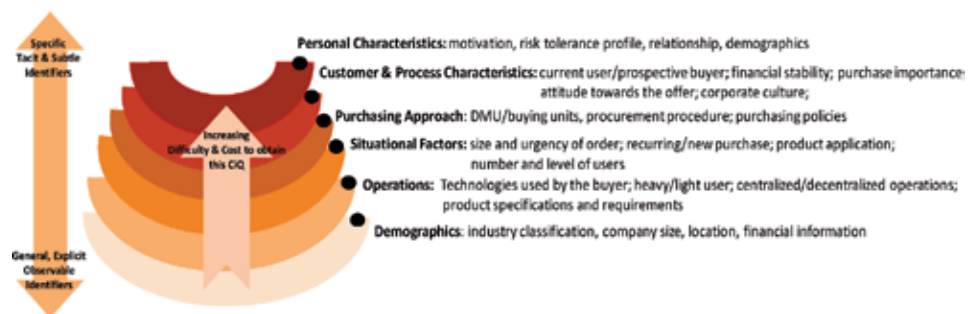 Specific
Tacit & Subtle
Identifiers
Personal Characteristics: motivation, risk tolerance profile, relationship, demographics
Customer & Process Characteristics: current user/prospective buyer; financial stability; purchase importance-
attitude towards the offer; corporate culture;
Purchasing Approach: DMU/buying units, procurement procedure; purchasing policies
Increasing
Difficulty & Cost to obtain
this CiQ
Situational Factors: size and urgency of order; recurring/new purchase; product application;
number and level of users
Operations: Technologies used by the buyer; heavy/light user; centralized/decentralized operations;
product specifications and requirements
Demographics: industry classification, company size, location, financial information
General, Explicit
Observable
Identifiers